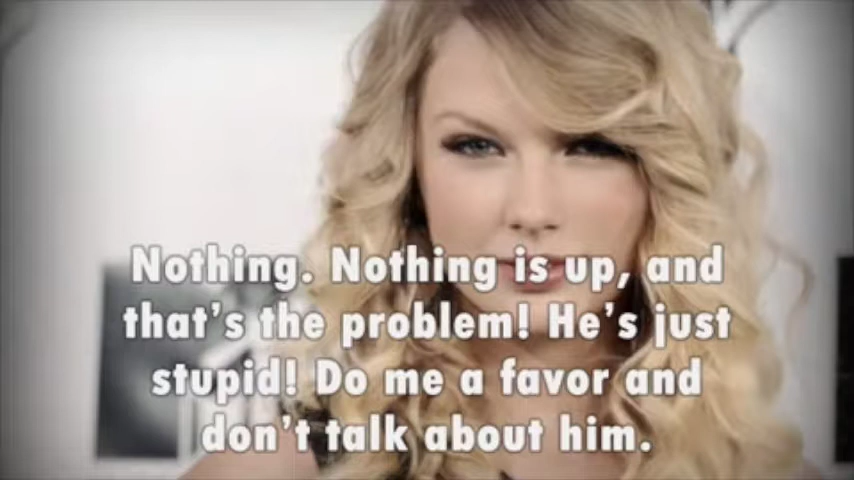 Nothing. Nothing is up, and
that's the problem! He's just
stupid! Do me a favor and
don't talk about him.